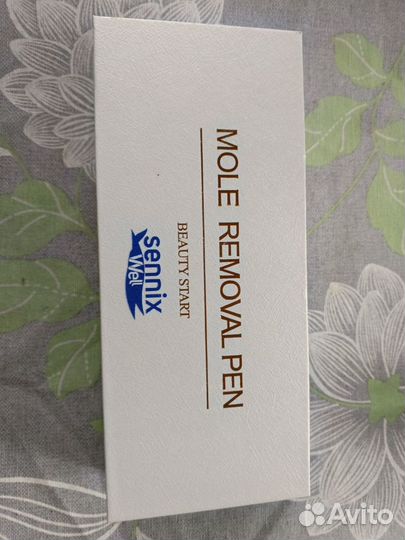 MOLE REMOVAL PEN
BEAUTY START
sennix
Well
Avito